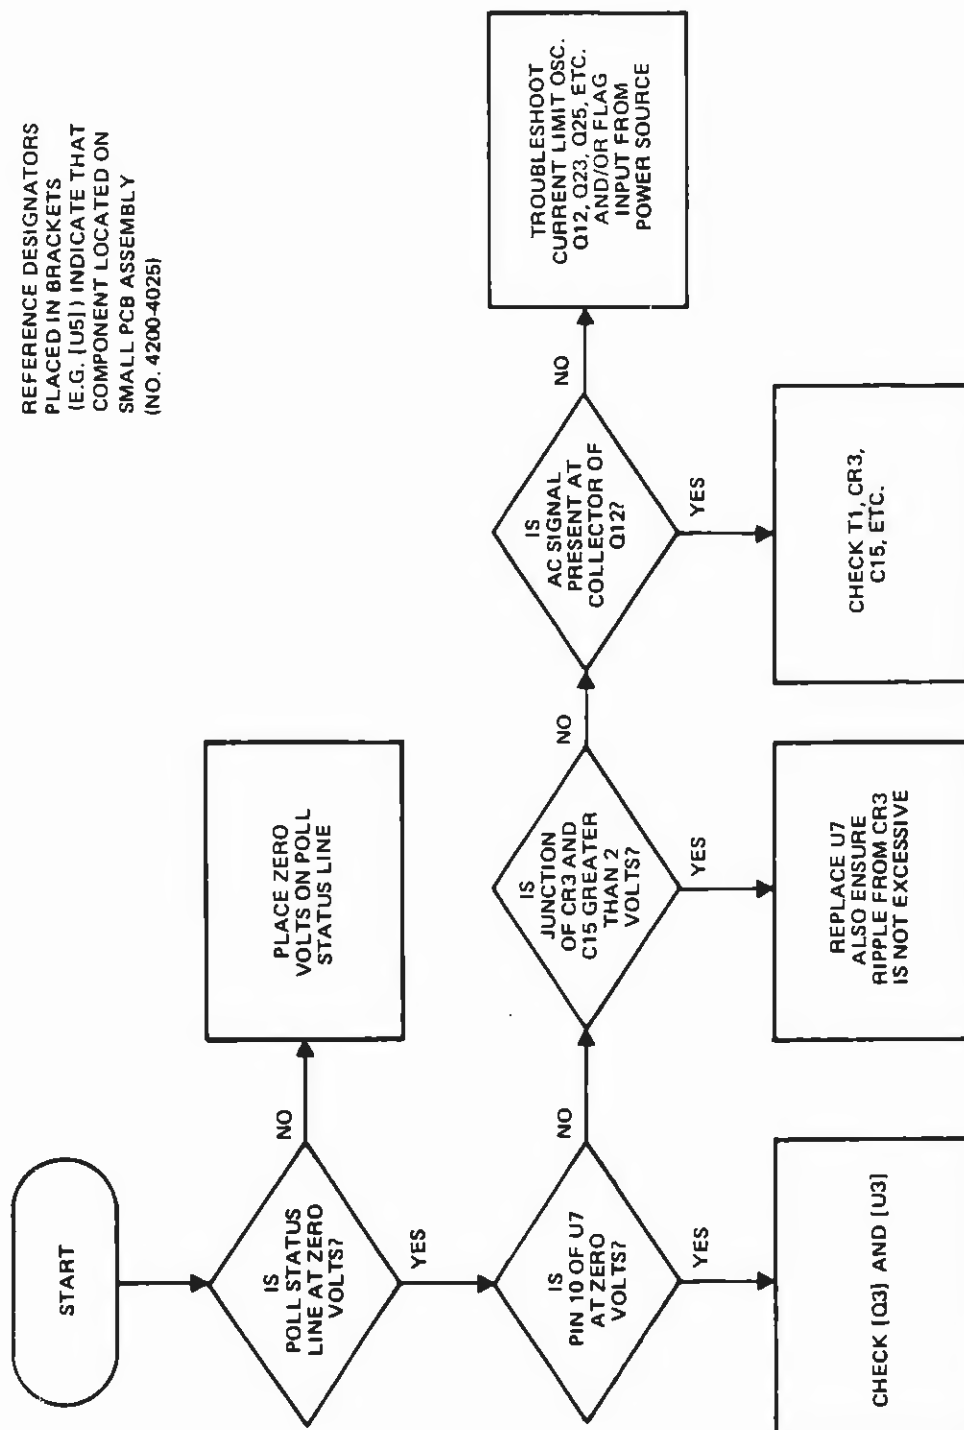 REFERENCE DESIGNATORS
PLACED IN BRACKETS
(E.G. [U5] ) INDICATE THAT
COMPONENT LOCATED ON
SMALL PCB ASSEMBLY
(NO. 4200-4025)
START
IS
POLL STATUS
LINE AT ZERO
VOLTS?
NO
PLACE ZERO
VOLTS ON POLL
STATUS LINE
YES
IS
PIN 10 OF U7
AT ZERO
VOLTS?
YES
CHECK [Q3] AND [U3]
NO
IS
JUNCTION
OF CR3 AND
C15 GREATER
THAN 2
VOLTS?
YES
REPLACE U7
ALSO ENSURE
RIPPLE FROM CR3
IS NOT EXCESSIVE
NO
IS
AC SIGNAL
PRESENT AT
COLLECTOR OF
Q12?
YES
CHECK T1, CR3,
C15, ETC.
NO
TROUBLESHOOT
CURRENT LIMIT OSC.
Q12, Q23, Q25, ETC.
AND/OR FLAG
INPUT FROM
POWER SOURCE